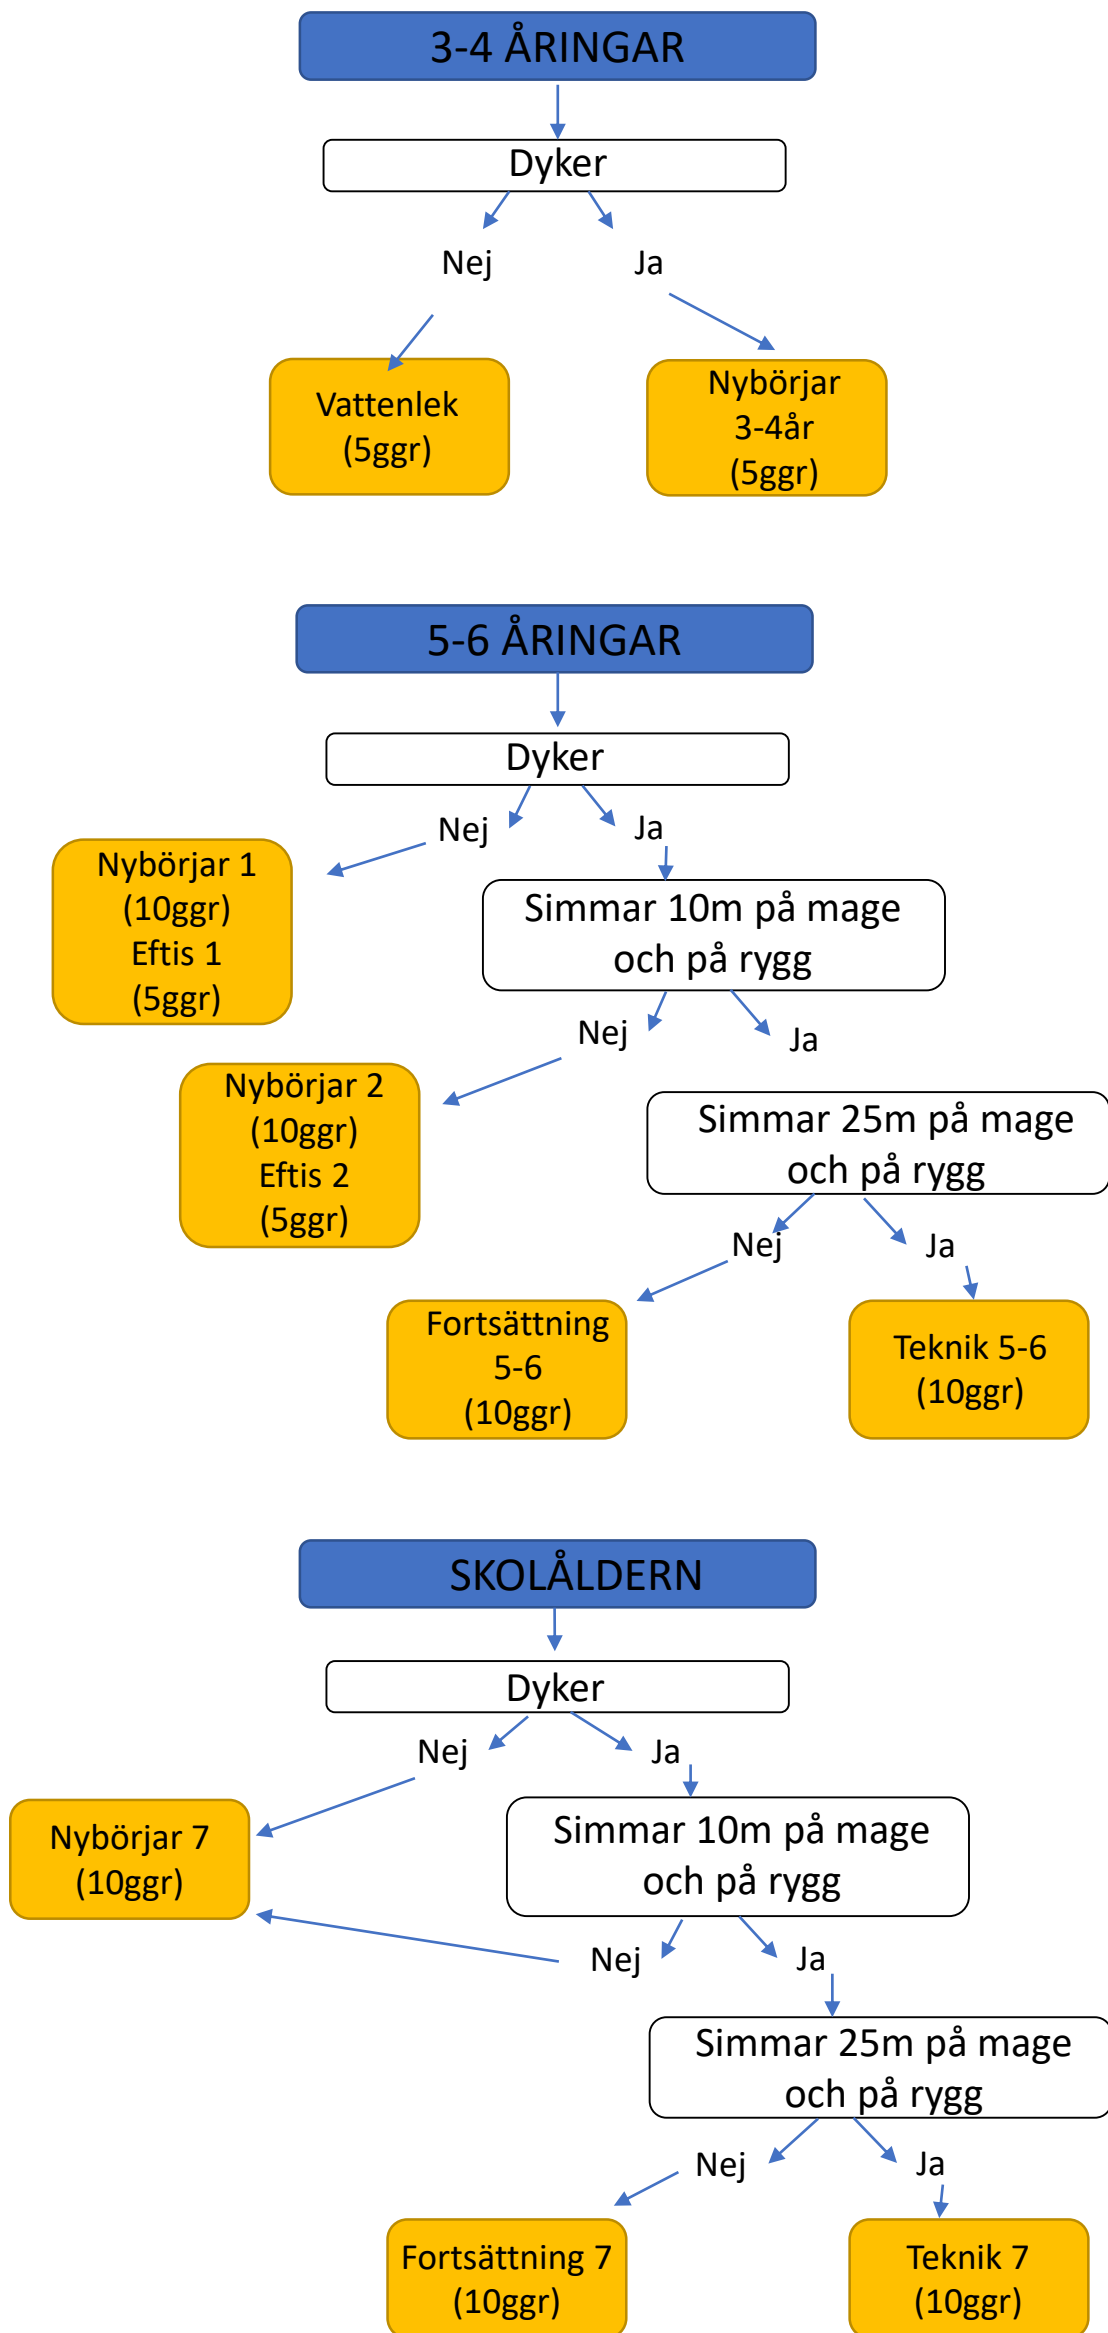 3-4 ÅRINGAR
Dyker
Nej
Ja
Vattenlek
(5ggr)
Nybörjar
3-4år
(5ggr)
5-6 ÅRINGAR
Dyker
Nej
Ja
Nybörjar 1
(10ggr)
Eftis 1
(5ggr)
Simmar 10m på mage
och på rygg
Nej
Ja
Nybörjar 2
(10ggr)
Eftis 2
(5ggr)
Simmar 25m på mage
och på rygg
Nej
Ja
Fortsättning
5-6
(10ggr)
Teknik 5-6
(10ggr)
SKOLÅLDERN
Dyker
Nej
Ja
Nybörjar 7
(10ggr)
Simmar 10m på mage
och på rygg
Nej
Ja
Simmar 25m på mage
och på rygg
Nej
Ja
Fortsättning 7
(10ggr)
Teknik 7
(10ggr)